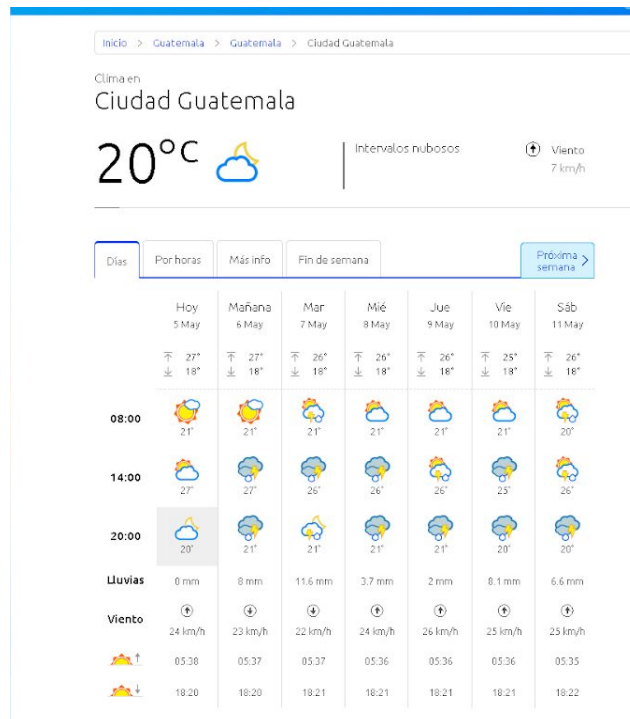 Inicio > Guatemala > Guatemala > Ciudad Guatemala
Clima en
Ciudad Guatemala
20°C
Intervalos nubosos
Viento
7 km/h
Días
Por horas
Más info
Fin de semana
Próxima semana >
Hoy Mañana Mar Mié Jue Vie Sáb
5 May 6 May 7 May 8 May 9 May 10 May 11 May
27° 27° 26° 26° 26° 25° 26°
18° 18° 18° 18° 18° 18° 18°
08:00
21° 21° 21° 21° 21° 21° 20°
14:00
27° 27° 26° 26° 26° 25° 26°
20:00
20° 21° 21° 21° 21° 20° 20°
Lluvias 0 mm 8 mm 11.6 mm 3.7 mm 2 mm 8.1 mm 6.6 mm
Viento
24 km/h 23 km/h 22 km/h 24 km/h 26 km/h 25 km/h 25 km/h
05:38 05:37 05:37 05:36 05:36 05:36 05:35
18:20 18:20 18:21 18:21 18:21 18:21 18:22